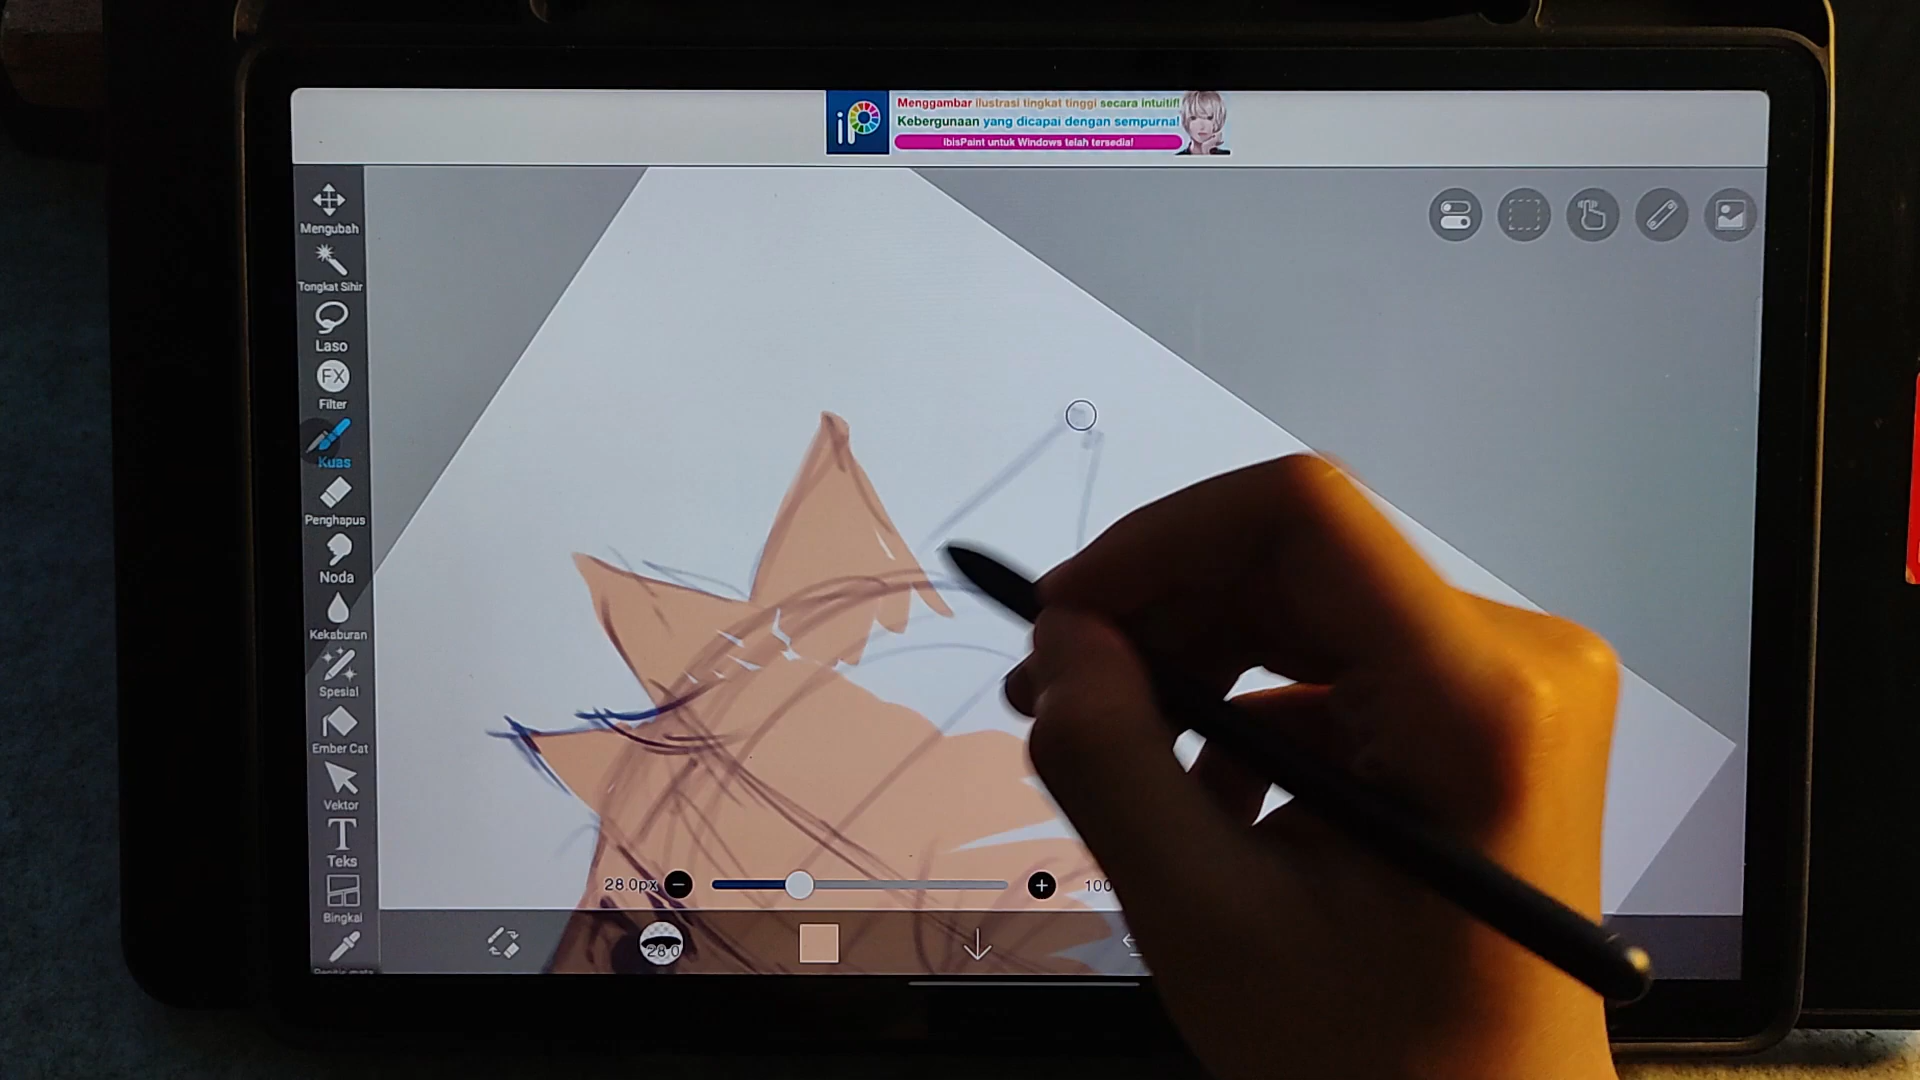 iP
Menggambar ilustrasi tingkat tinggi secara intuitif!
Kebergunaan yang dicapai dengan sempurna!
IbisPaint untuk Windows telah tersedia!
Mengubah
Tongkat Sihir
Laso
FX
Filter
Kuas
Penghapus
Noda
Kekaburan
Spesial
Ember Cat
Vektor
T
Teks
Bingkai
28.0px
100
28.0